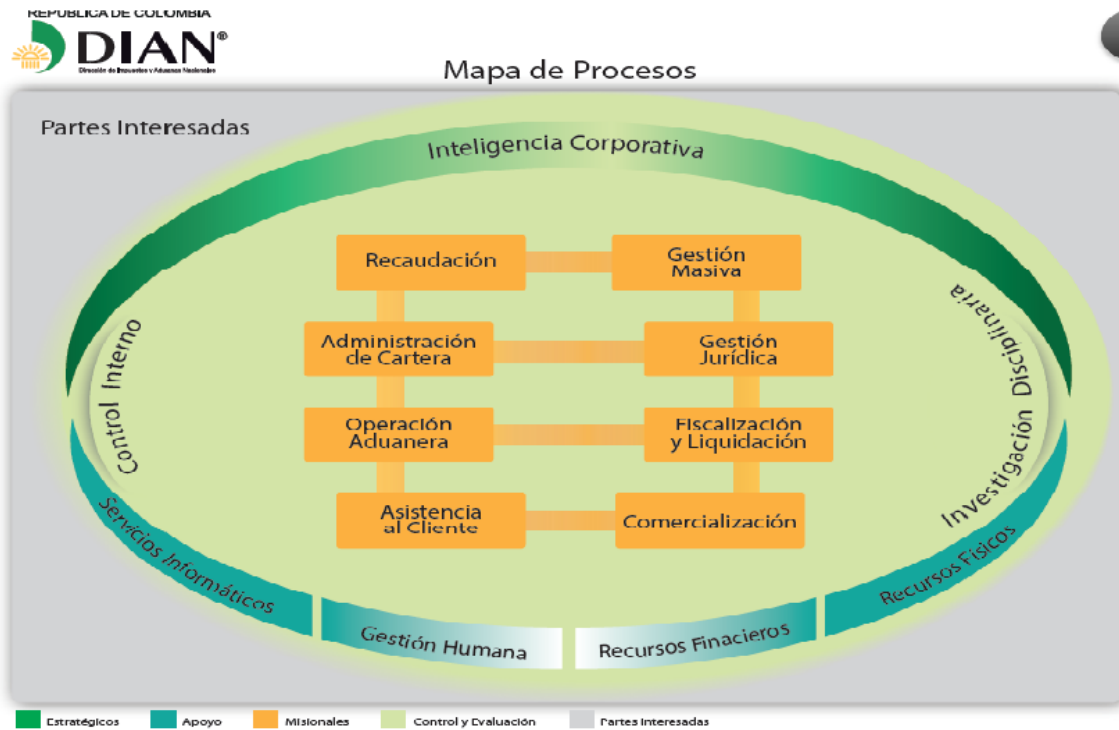 REPUBLICA DE COLOMBIA
DIAN®
Dirección de Impuestos y Aduanas Nacionales
Mapa de Procesos
Partes Interesadas
Inteligencia Corporativa
Recaudación
Gestión
Masiva
Administración
de Cartera
Gestión
Jurídica
Operación
Aduanera
Fiscalización
y Liquidación
Asistencia
al Cliente
Comercialización
Control Interno
Investigación Disciplinaria
Servicios Informáticos
Gestión Humana
Recursos Finacieros
Recursos Físicos
Estratégicos
Apoyo
Misionales
Control y Evaluación
Partes Interesadas